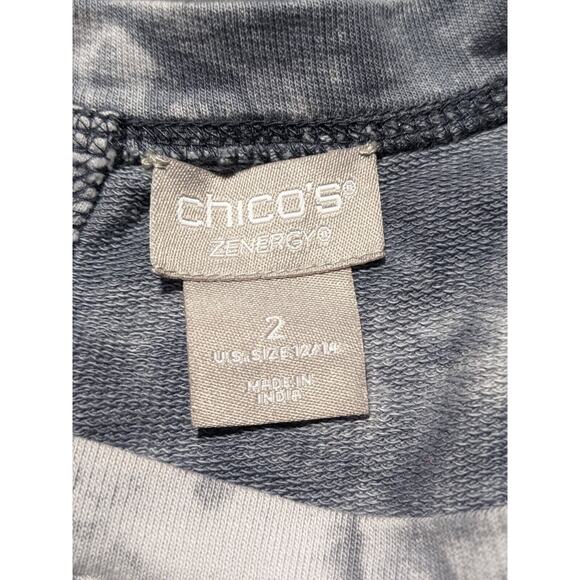 chico's®
ZENERGY®
2
U.S. SIZE 12/14
MADE IN
INDIA